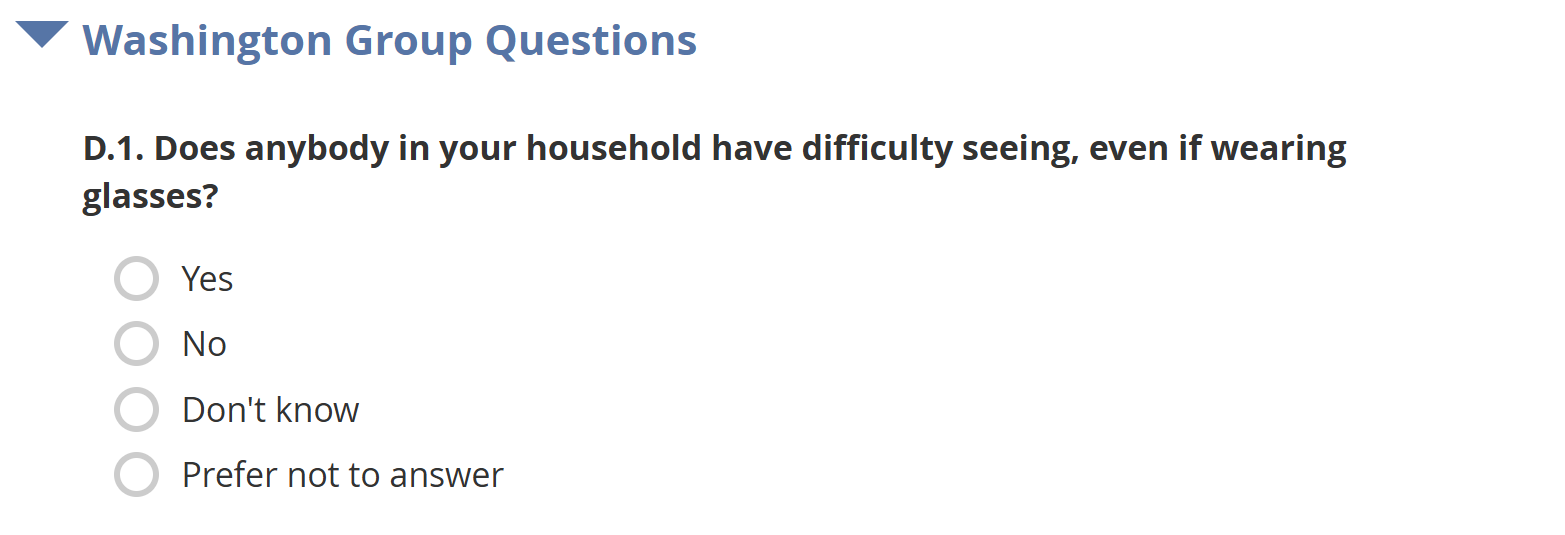 Washington Group Questions
D.1. Does anybody in your household have difficulty seeing, even if wearing
glasses?
Yes
No
Don't know
Prefer not to answer